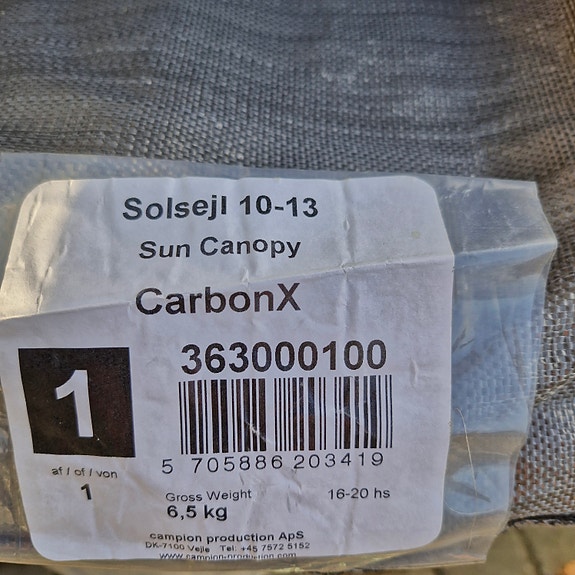 Solsejl 10-13
Sun Canopy
CarbonX
363000100
1
af / of / von
1
5 705886 203419
Gross Weight 16-20 hs
6,5 kg
campion production ApS
DK-7100 Vejle Tel: +45 7572 5152